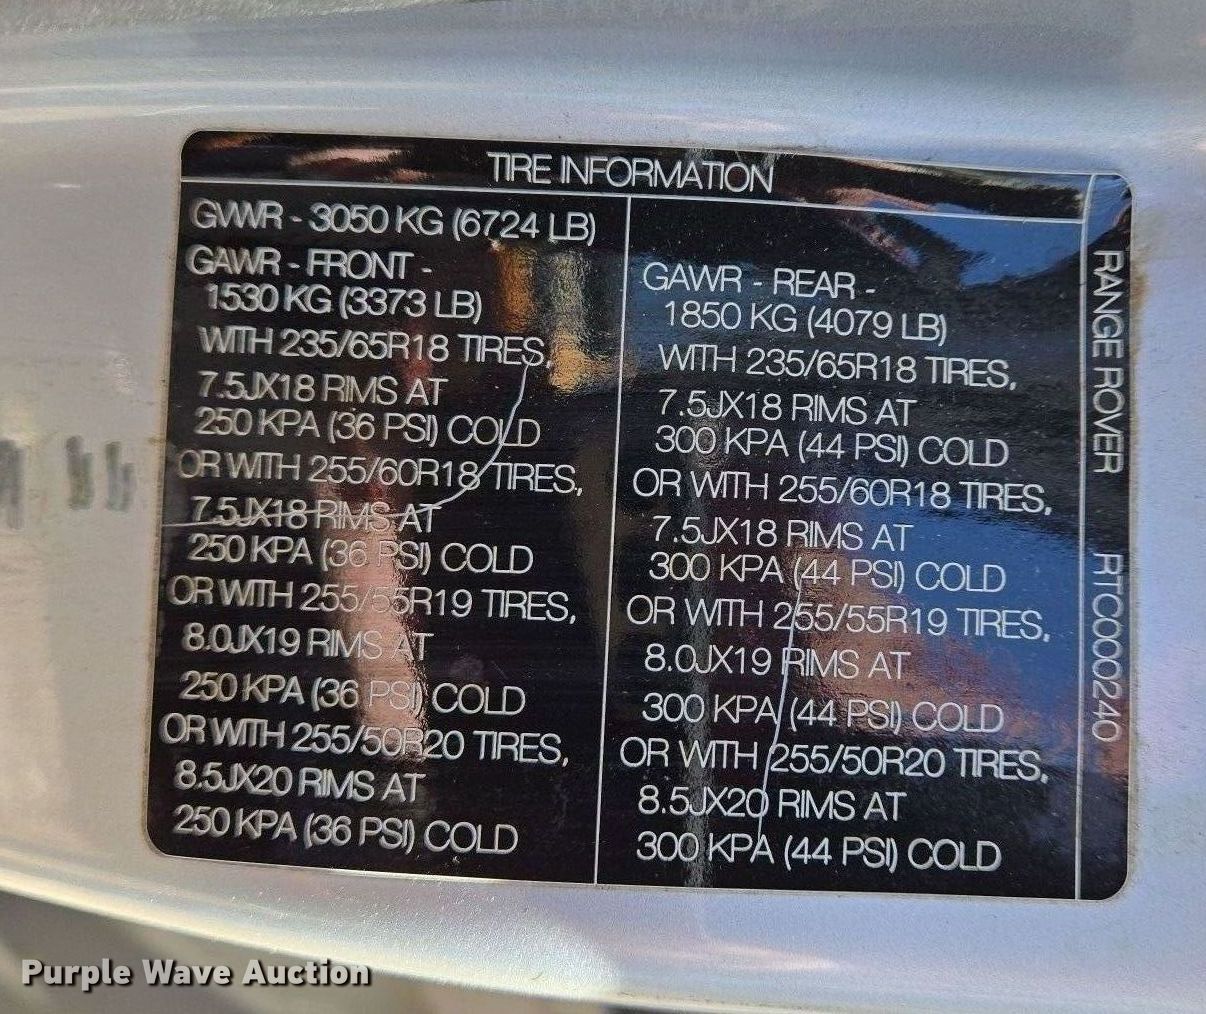 TIRE INFORMATION
GVWR - 3050 KG (6724 LB)
GAWR - FRONT -
1530 KG (3373 LB)
WITH 235/65R18 TIRES,
7.5JX18 RIMS AT
250 KPA (36 PSI) COLD
OR WITH 255/60R18 TIRES,
7.5JX18 RIMS AT
250 KPA (36 PSI) COLD
OR WITH 255/55R19 TIRES,
8.0JX19 RIMS AT
250 KPA (36 PSI) COLD
OR WITH 255/50R20 TIRES,
8.5JX20 RIMS AT
250 KPA (36 PSI) COLD
GAWR - REAR -
1850 KG (4079 LB)
WITH 235/65R18 TIRES,
7.5JX18 RIMS AT
300 KPA (44 PSI) COLD
OR WITH 255/60R18 TIRES,
7.5JX18 RIMS AT
300 KPA (44 PSI) COLD
OR WITH 255/55R19 TIRES,
8.0JX19 RIMS AT
300 KPA (44 PSI) COLD
OR WITH 255/50R20 TIRES,
8.5JX20 RIMS AT
300 KPA (44 PSI) COLD
RANGE ROVER RTC000240
Purple Wave Auction